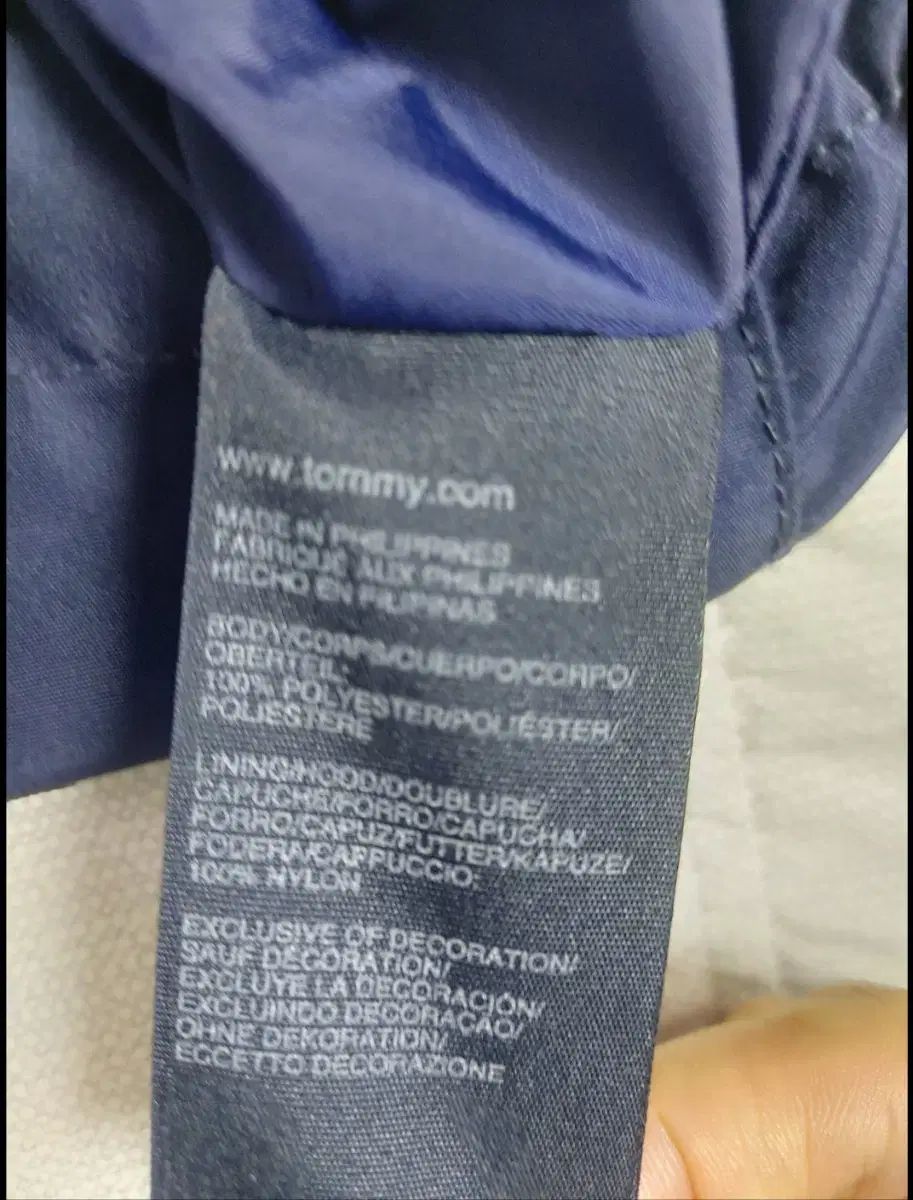 www.tommy.com
MADE IN PHILIPPINES
FABRIQUÉ AUX PHILIPPINES
HECHO EN FILIPINAS
BODY/CORPS/CUERPO/CORPO/
OBERTEIL:
100% POLYESTER/POLIÉSTER/
POLIESTERE
LINING/HOOD/DOUBLURE/
CAPUCHE/FORRO/CAPUCHA/
FORRO/CAPUZ/FUTTER/KAPUZE/
FODERA/CAPPUCCIO:
100% NYLON
EXCLUSIVE OF DECORATION/
SAUF DÉCORATION/
EXCLUYE LA DECORACIÓN/
EXCLUINDO DECORAÇÃO/
OHNE DEKORATION/
ECCETTO DECORAZIONE